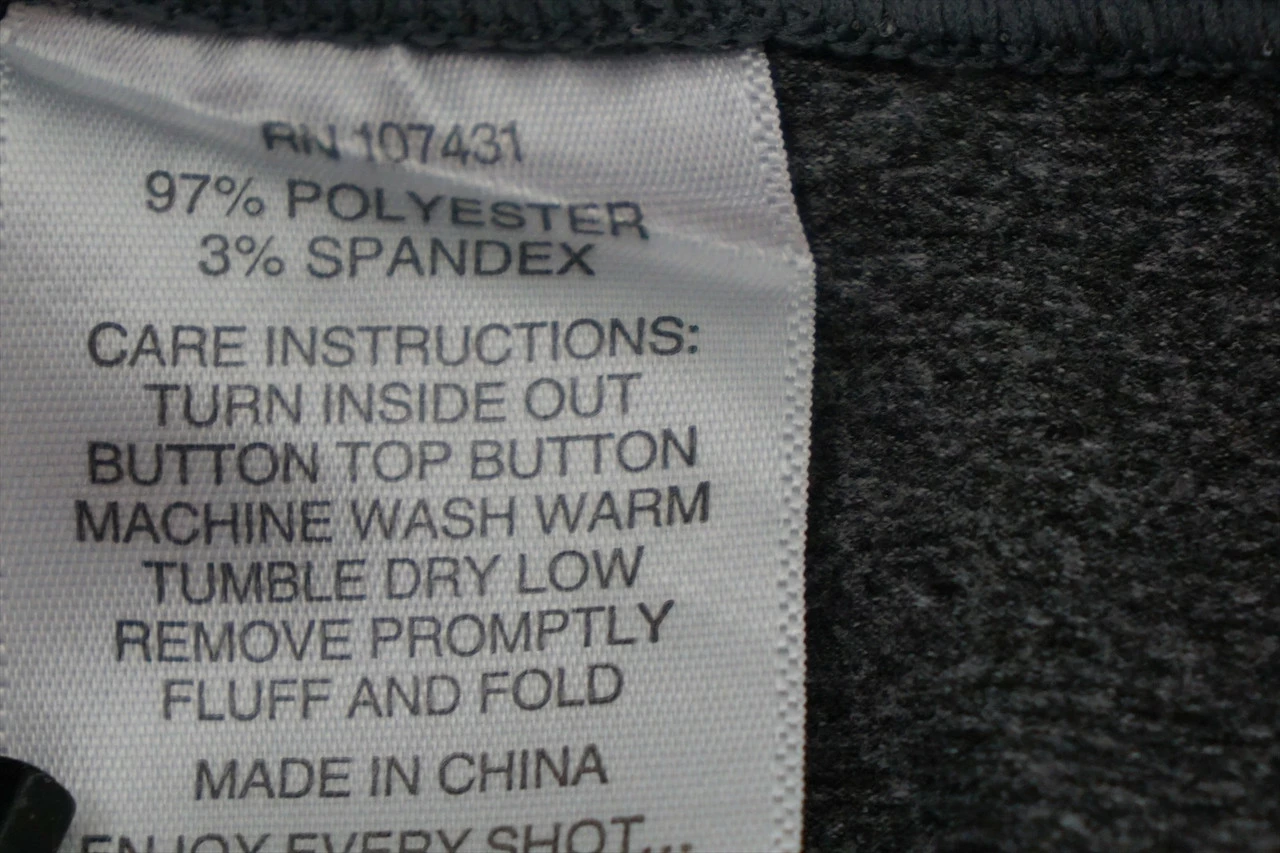 RN 107431
97% POLYESTER
3% SPANDEX
CARE INSTRUCTIONS:
TURN INSIDE OUT
BUTTON TOP BUTTON
MACHINE WASH WARM
TUMBLE DRY LOW
REMOVE PROMPTLY
FLUFF AND FOLD
MADE IN CHINA
ENJOY EVERY SHOT...